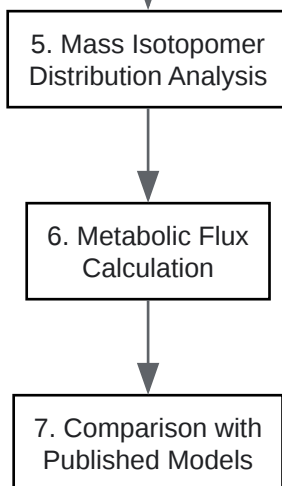 5. Mass Isotopomer
Distribution Analysis
6. Metabolic Flux
Calculation
7. Comparison with
Published Models